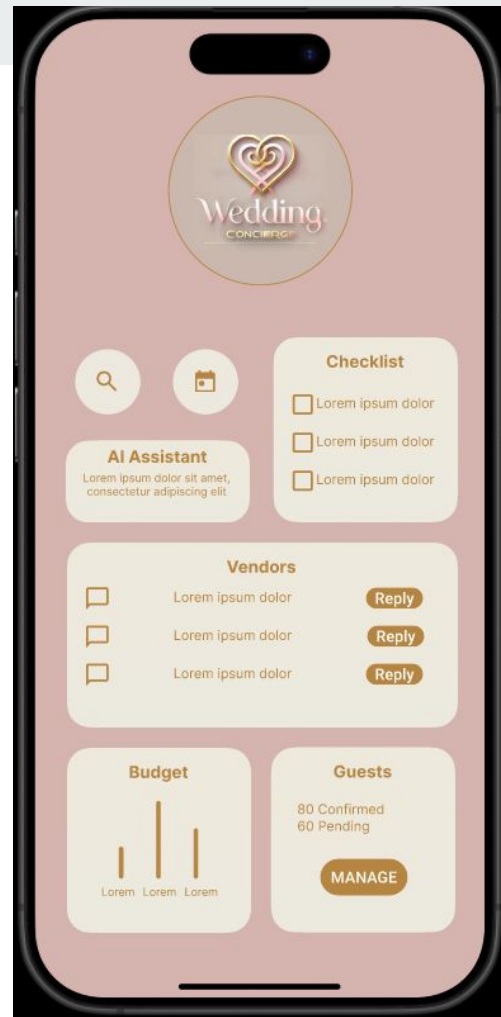 Wedding
CONCIERGE
Checklist
Lorem ipsum dolor
Lorem ipsum dolor
Lorem ipsum dolor
AI Assistant
Lorem ipsum dolor sit amet,
consectetur adipiscing elit
Vendors
Lorem ipsum dolor Reply
Lorem ipsum dolor Reply
Lorem ipsum dolor Reply
Budget
Lorem Lorem Lorem
Guests
80 Confirmed
60 Pending
MANAGE